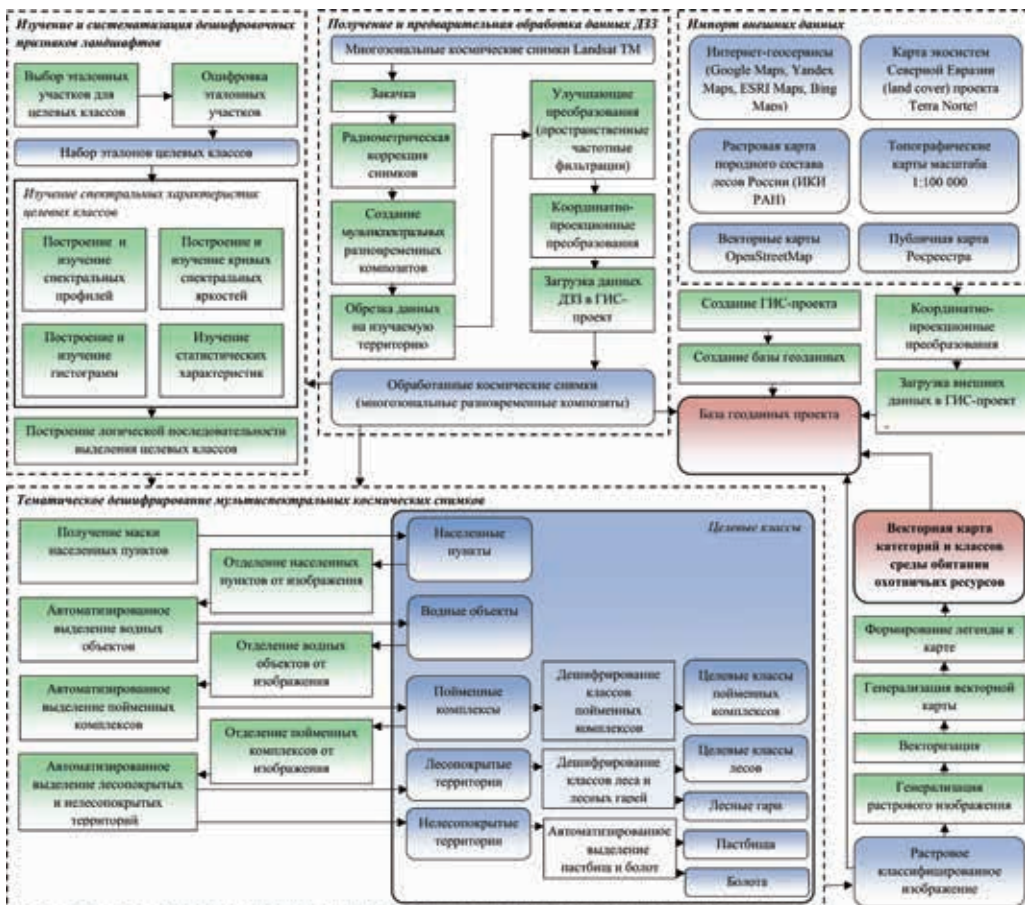 Изучение и систематизация дешифровочных
признаков ландшафтов
Выбор эталонных
участков для
целевых классов
Оцифровка
эталонных
участков
Набор эталонов целевых классов
Изучение спектральных характеристик
целевых классов
Построение и
изучение
спектральных
профилей
Построение и
изучение кривых
спектральных
яркостей
Построение и
изучение
гистограмм
Изучение
статистических
характеристик
Построение логической последовательности
выделения целевых классов
Получение и предварительная обработка данных ДЗЗ
Многозональные космические снимки Landsat TM
Закачка
Радиометрическая
коррекция
снимков
Создание
мультиспектральных
разновременных
композитов
Обрезка данных
на изучаемую
территорию
Улучшающие
преобразования
(пространственные
частотные
фильтрации)
Координатно-
проекционные
преобразования
Загрузка данных
ДЗЗ в ГИС-
проект
Обработанные космические снимки
(многозональные разновременные композиты)
Импорт внешних данных
Интернет-геосервисы
(Google Maps, Yandex
Maps, ESRI Maps, Bing
Maps)
Карта экосистем
Северной Евразии
(land cover) проекта
Terra Norte!
Растровая карта
породного состава
лесов России (ИКИ
РАН)
Топографические
карты масштаба
1:100 000
Векторные карты
OpenStreetMap
Публичная карта
Росреестра
Создание ГИС-проекта
Создание базы геоданных
Координатно-
проекционные
преобразования
Загрузка внешних
данных в ГИС-проект
База геоданных проекта
Тематическое дешифрирование мультиспектральных космических снимков
Получение маски
населенных пунктов
Отделение населенных
пунктов от изображения
Автоматизированное
выделение водных
объектов
Отделение водных
объектов от
изображения
Автоматизированное
выделение пойменных
комплексов
Отделение пойменных
комплексов от
изображения
Автоматизированное
выделение лесопокрытых
и нелесопокрытых
территорий
Целевые классы
Населенные
пункты
Водные объекты
Пойменные
комплексы
Дешифрирование
классов
пойменных
комплексов
Целевые классы
пойменных
комплексов
Лесопокрытые
территории
Дешифрирование
классов леса и
лесных гарей
Целевые классы
лесов
Лесные гари
Нелесопокрытые
территории
Автоматизированное
выделение
пастбищ и болот
Пастбища
Болота
Векторная карта
категорий и классов
среды обитания
охотничьих ресурсов
Формирование легенды к
карте
Генерализация векторной
карты
Векторизация
Генерализация
растрового изображения
Растровое
классифицированное
изображение